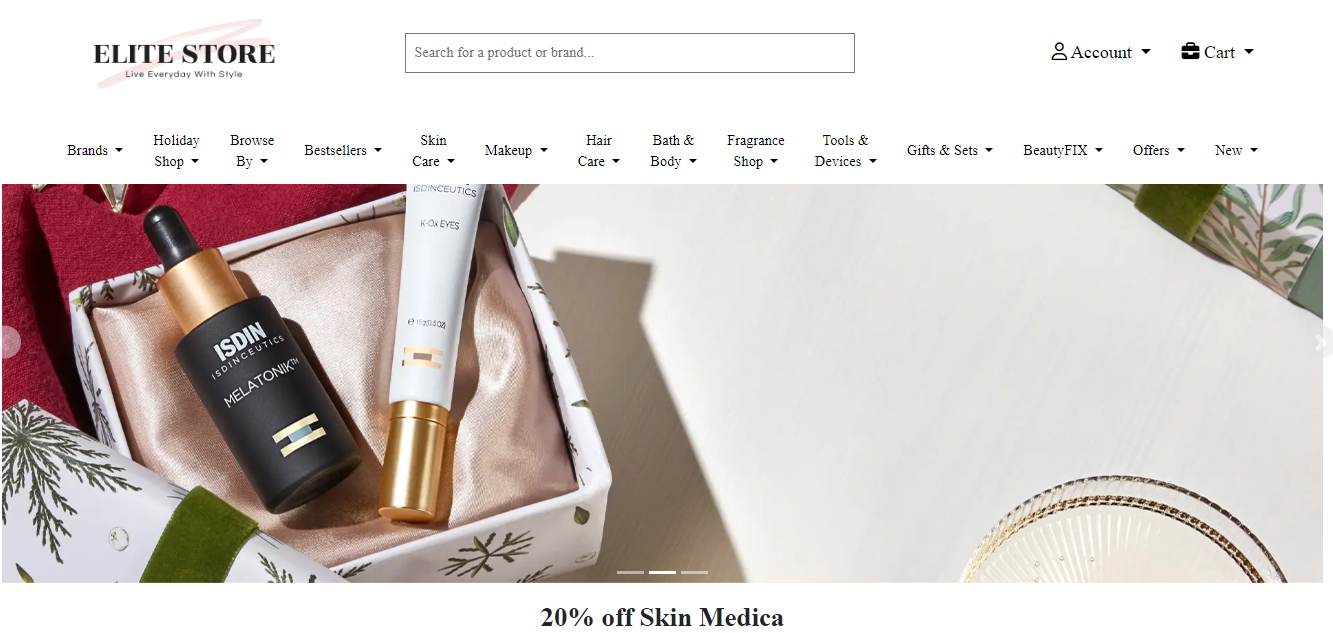 ELITE STORE
Live Everyday With Style
Search for a product or brand...
Account
Cart
Brands
Holiday
Shop
Browse
By
Bestsellers
Skin
Care
Makeup
Hair
Care
Bath &
Body
Fragrance
Shop
Tools &
Devices
Gifts & Sets
BeautyFIX
Offers
New
ISDINCEUTICS
K-Ox EYES
ISDIN
ISDINCEUTICS
MELATONIK™
20% off Skin Medica